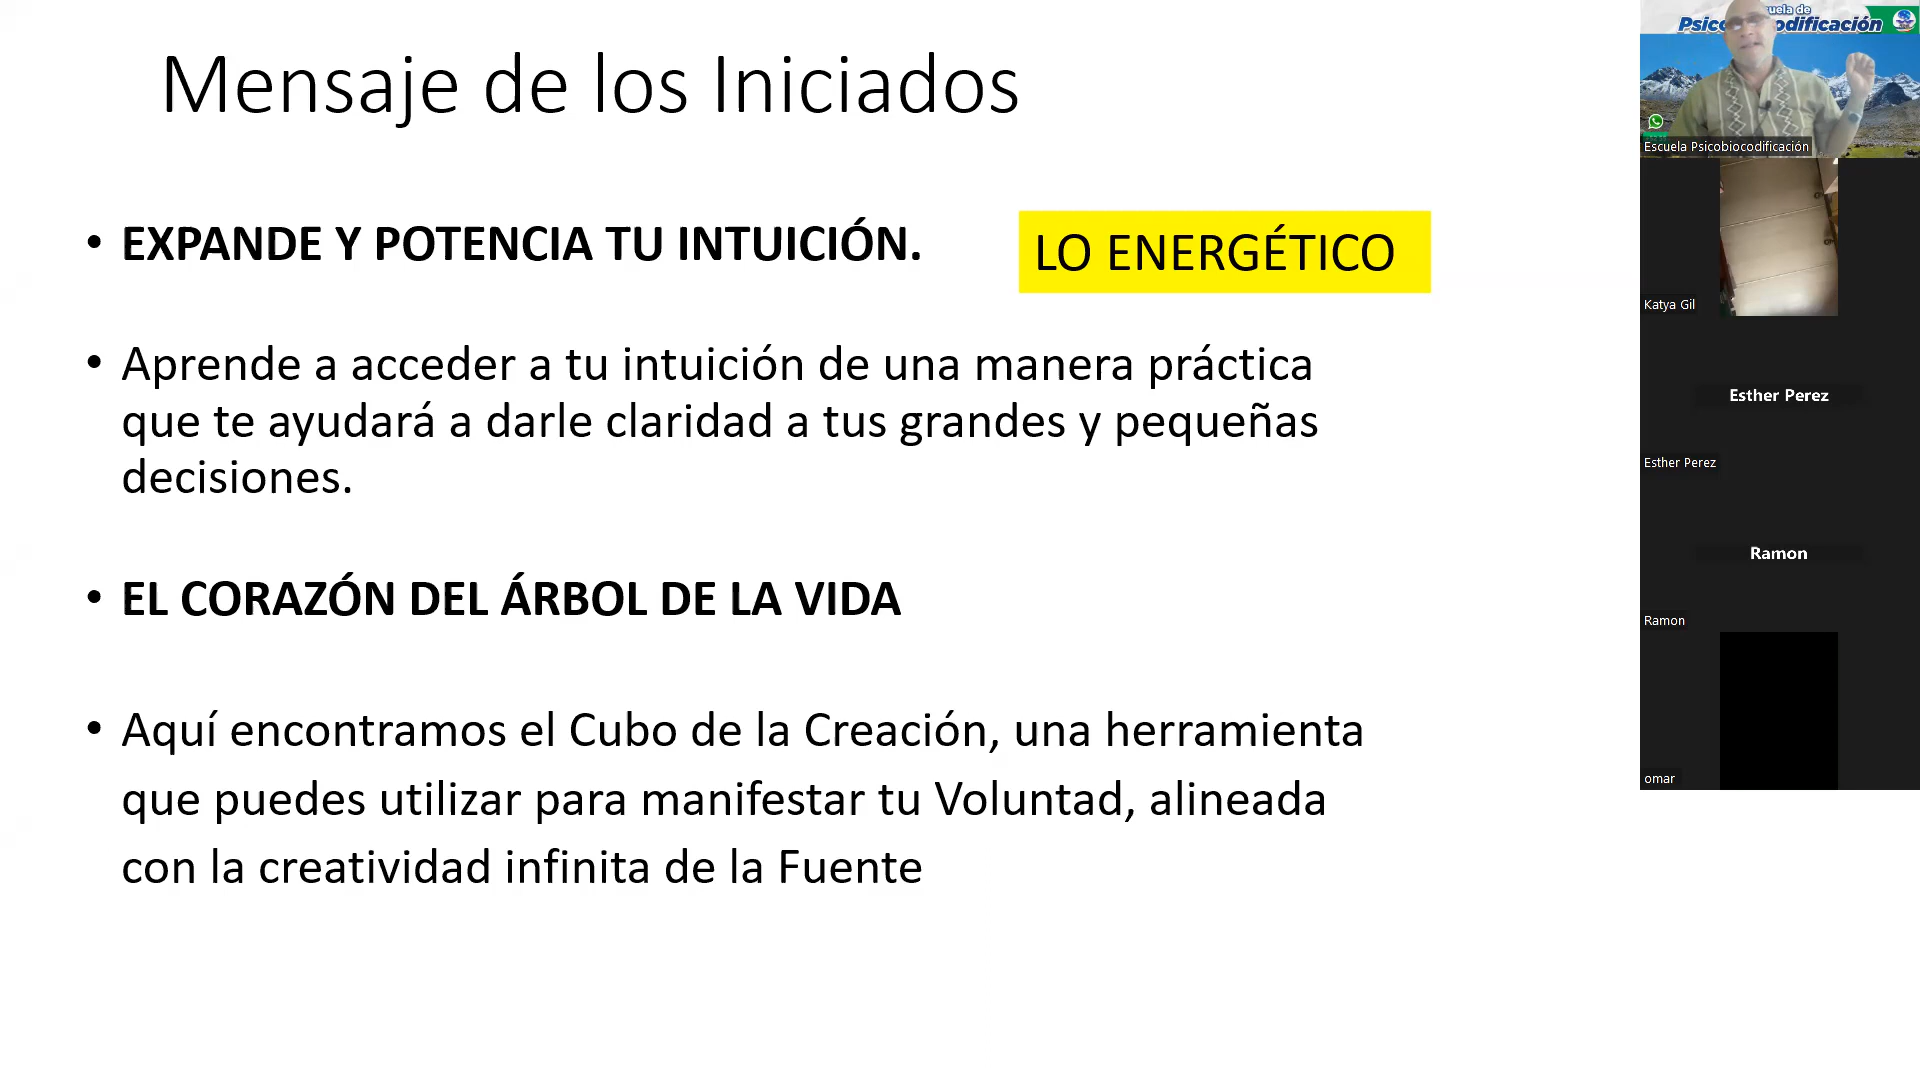 Mensaje de los Iniciados
• EXPANDE Y POTENCIA TU INTUICIÓN.
LO ENERGÉTICO
• Aprende a acceder a tu intuición de una manera práctica
que te ayudará a darle claridad a tus grandes y pequeñas
decisiones.
• EL CORAZÓN DEL ÁRBOL DE LA VIDA
• Aquí encontramos el Cubo de la Creación, una herramienta
que puedes utilizar para manifestar tu Voluntad, alineada
con la creatividad infinita de la Fuente
Escuela Psicobiocodificación
Katya Gil
Esther Perez
Esther Perez
Ramon
Ramon
omar